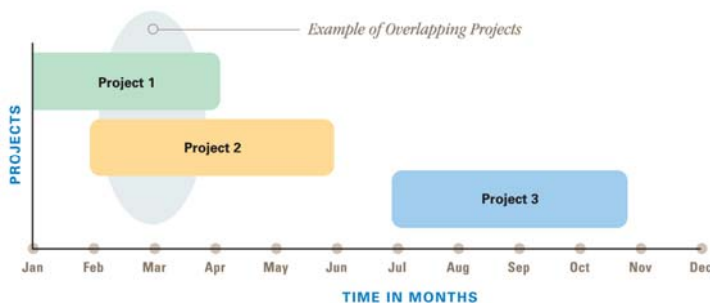 Example of Overlapping Projects
Project 1
Project 2
Project 3
PROJECTS
Jan Feb Mar Apr May Jun Jul Aug Sep Oct Nov Dec
TIME IN MONTHS